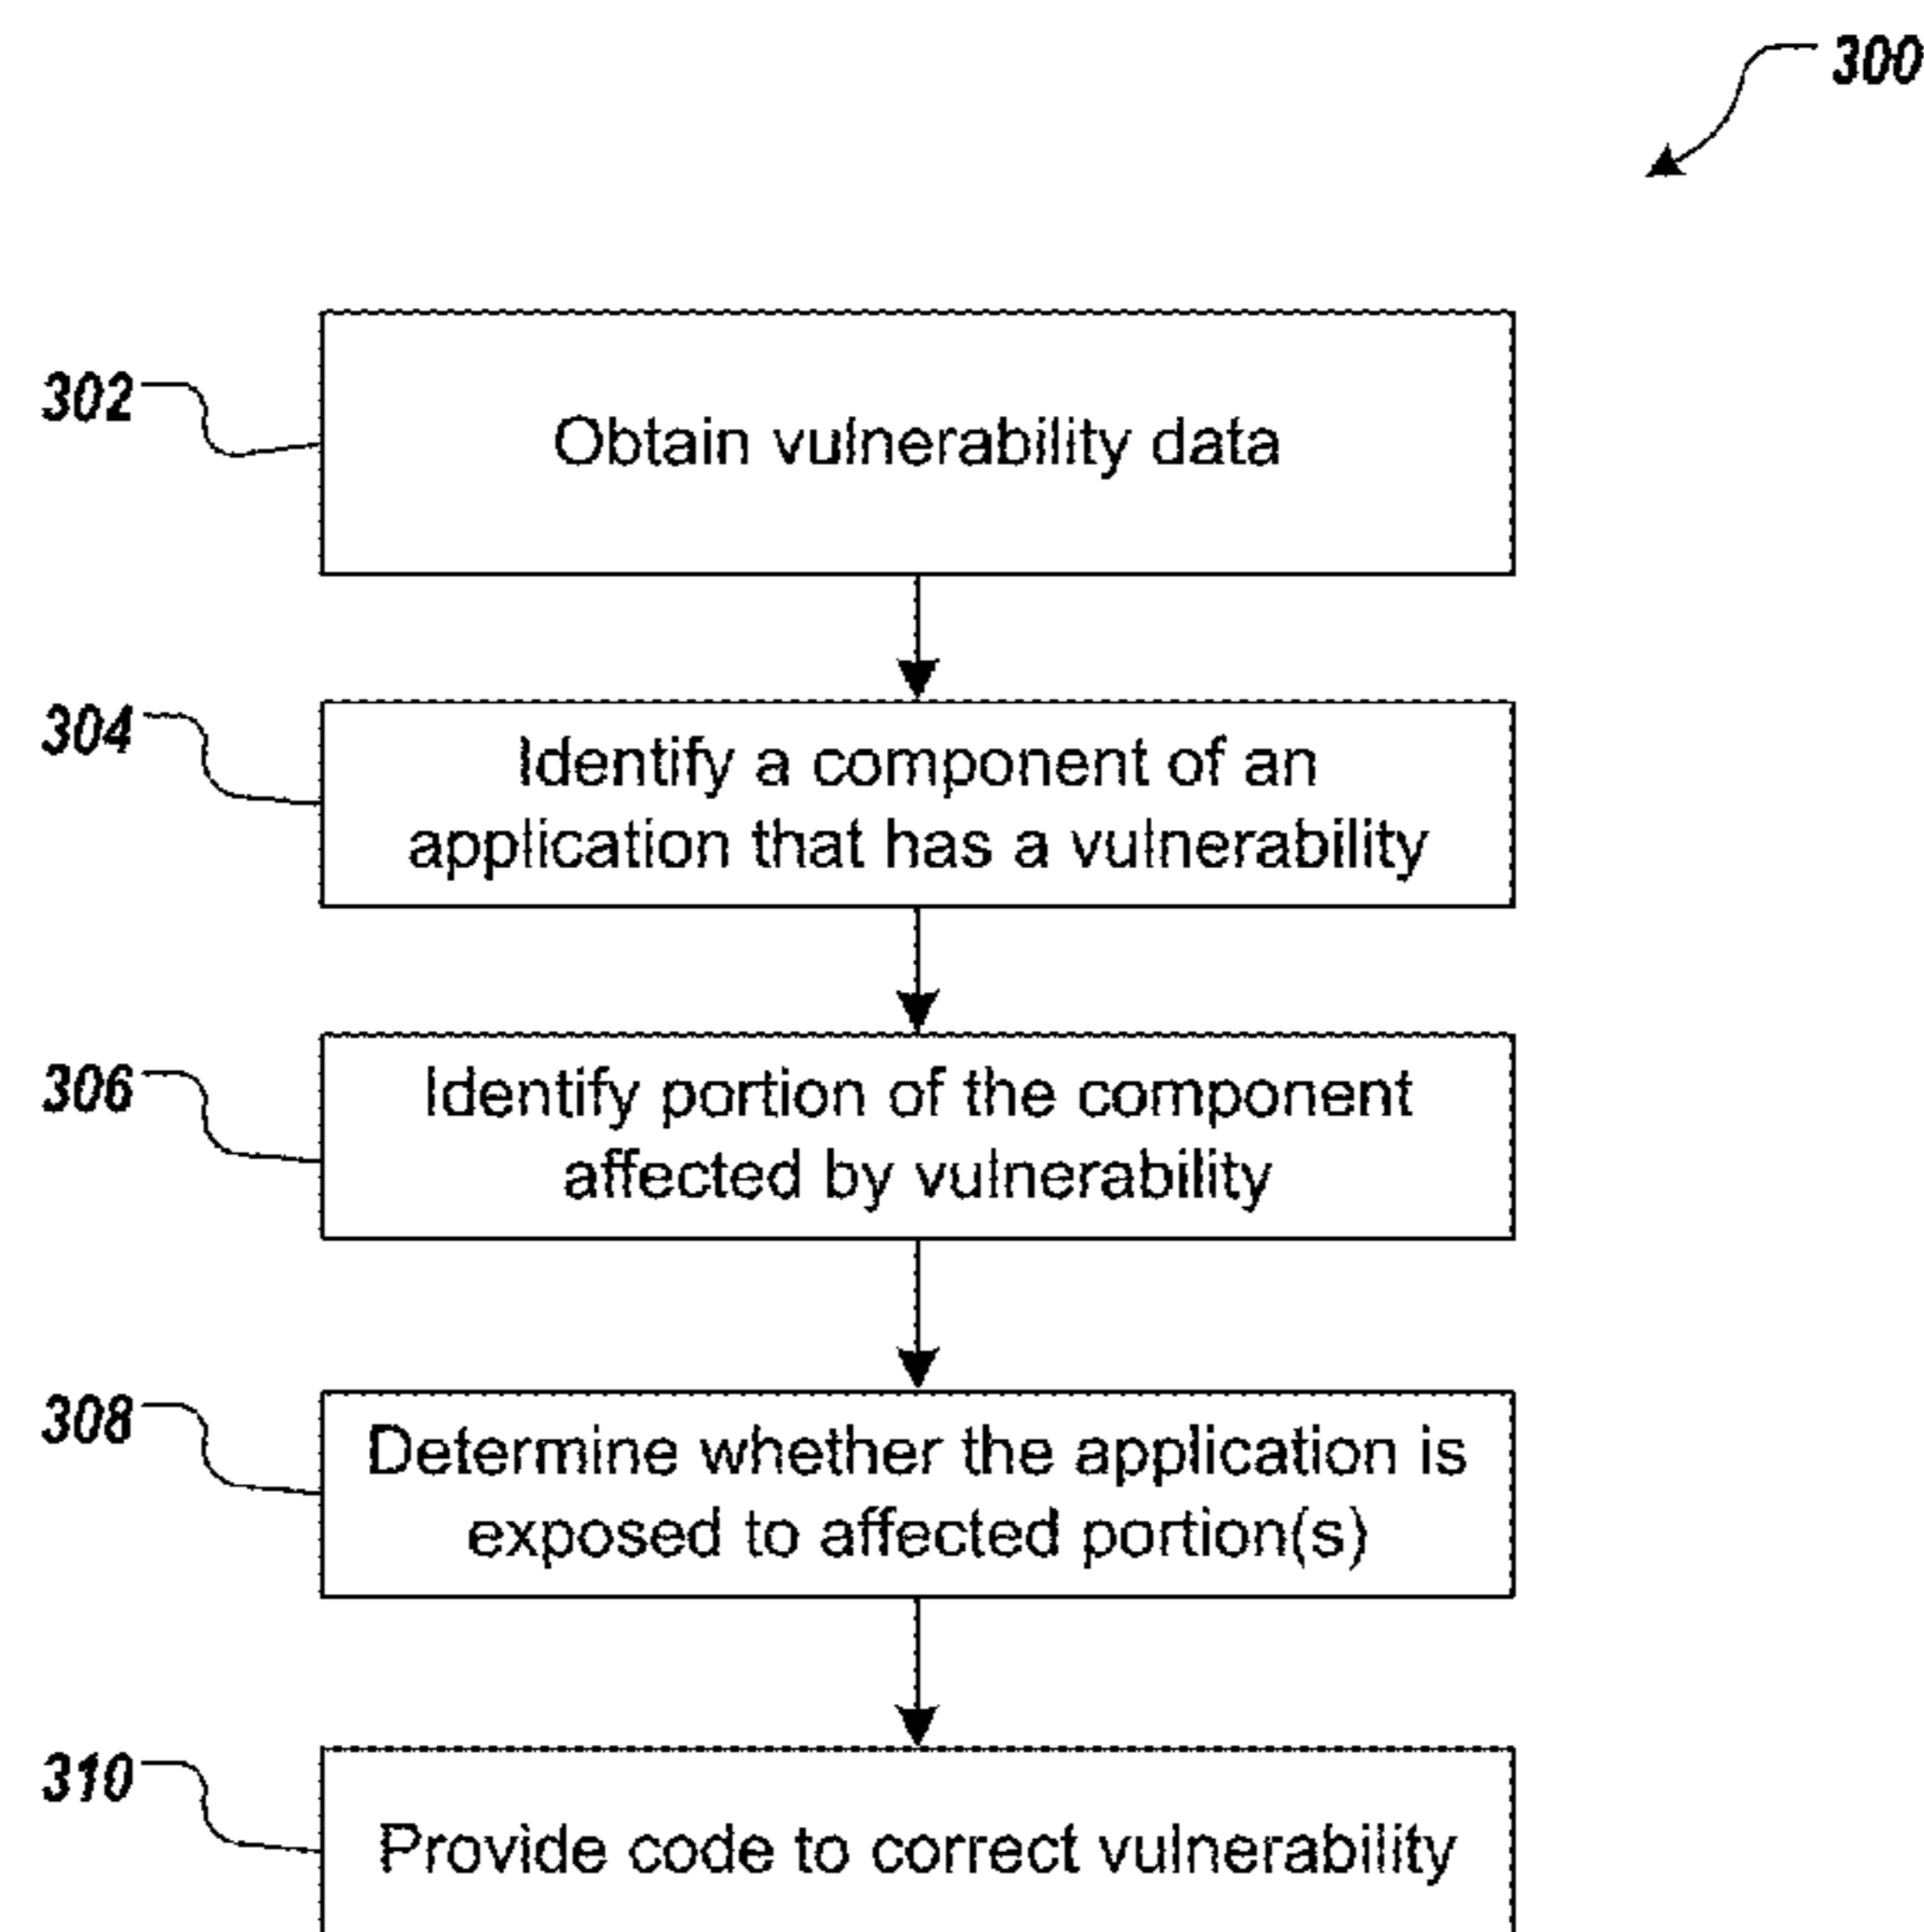 300
302
Obtain vulnerability data
304
Identify a component of an
application that has a vulnerability
306
Identify portion of the component
affected by vulnerability
308
Determine whether the application is
exposed to affected portion(s)
310
Provide code to correct vulnerability